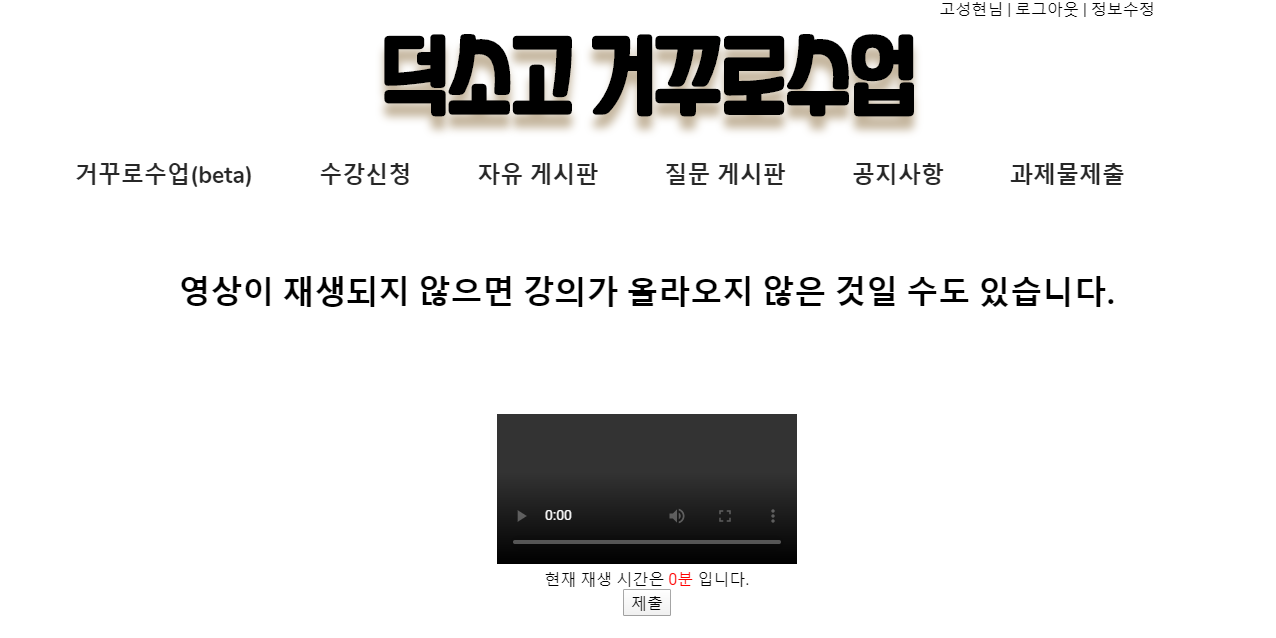 고성현님 | 로그아웃 | 정보수정
덕소고 거꾸로수업
거꾸로수업(beta) 수강신청 자유 게시판 질문 게시판 공지사항 과제물제출
영상이 재생되지 않으면 강의가 올라오지 않은 것일 수도 있습니다.
0:00
현재 재생 시간은 0분 입니다.
제출